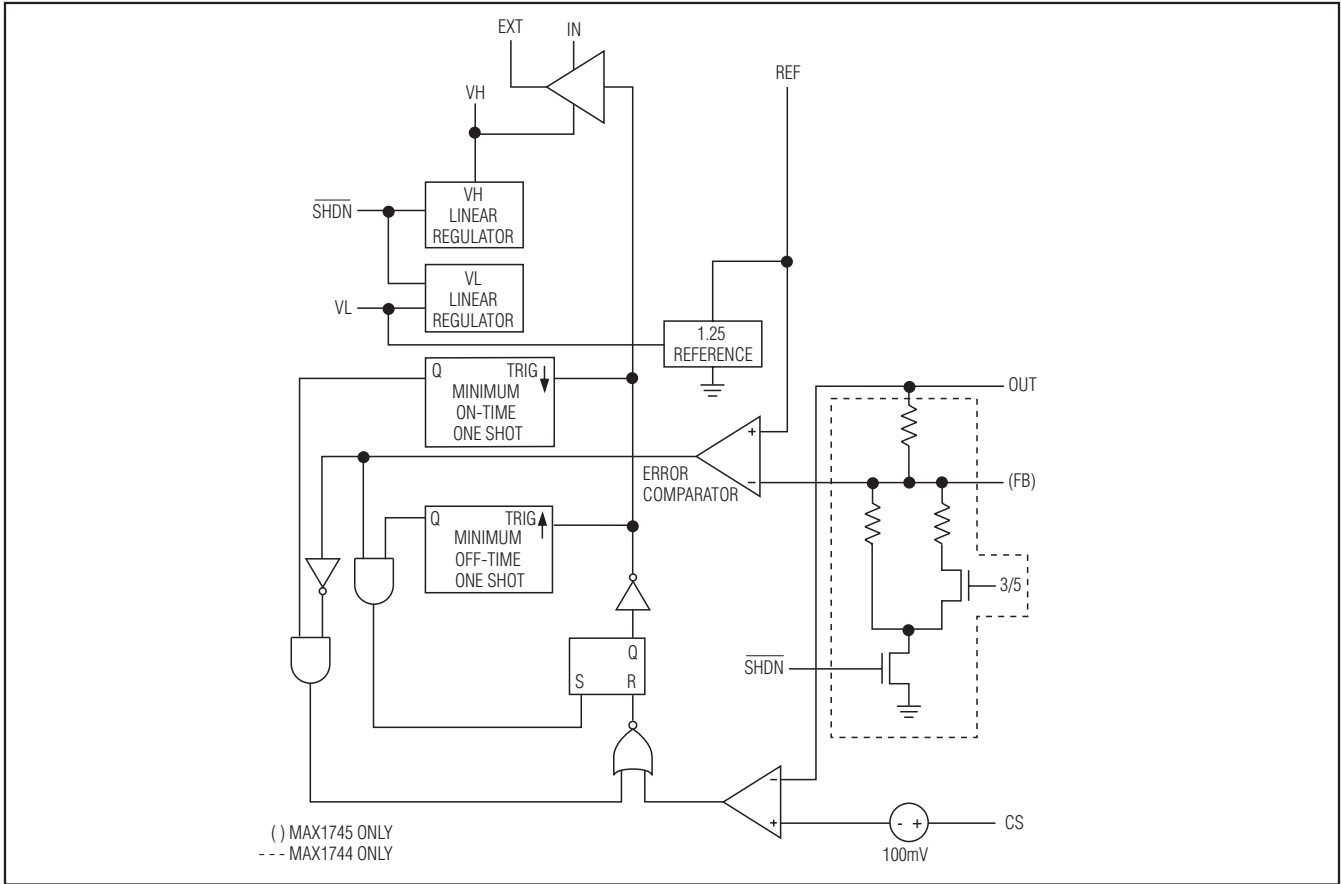 EXT
IN
REF
VH
VH
LINEAR
REGULATOR
SHDN
VL
LINEAR
REGULATOR
VL
1.25
REFERENCE
Q TRIG
MINIMUM
ON-TIME
ONE SHOT
OUT
+
-
ERROR
COMPARATOR
(FB)
Q TRIG
MINIMUM
OFF-TIME
ONE SHOT
3/5
Q
S R
SHDN
-
+
- +
CS
100mV
( ) MAX1745 ONLY
- - - MAX1744 ONLY